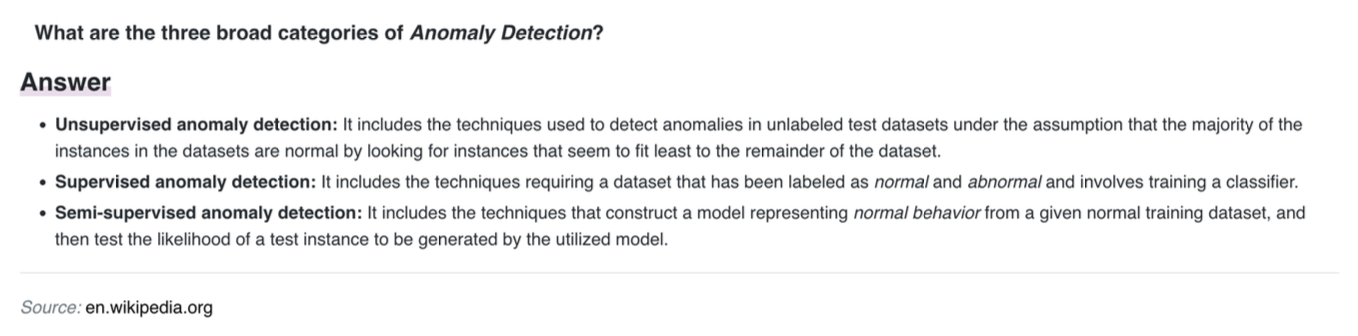 What are the three broad categories of Anomaly Detection?
Answer
• Unsupervised anomaly detection: It includes the techniques used to detect anomalies in unlabeled test datasets under the assumption that the majority of the
instances in the datasets are normal by looking for instances that seem to fit least to the remainder of the dataset.
• Supervised anomaly detection: It includes the techniques requiring a dataset that has been labeled as normal and abnormal and involves training a classifier.
• Semi-supervised anomaly detection: It includes the techniques that construct a model representing normal behavior from a given normal training dataset, and
then test the likelihood of a test instance to be generated by the utilized model.
Source: en.wikipedia.org